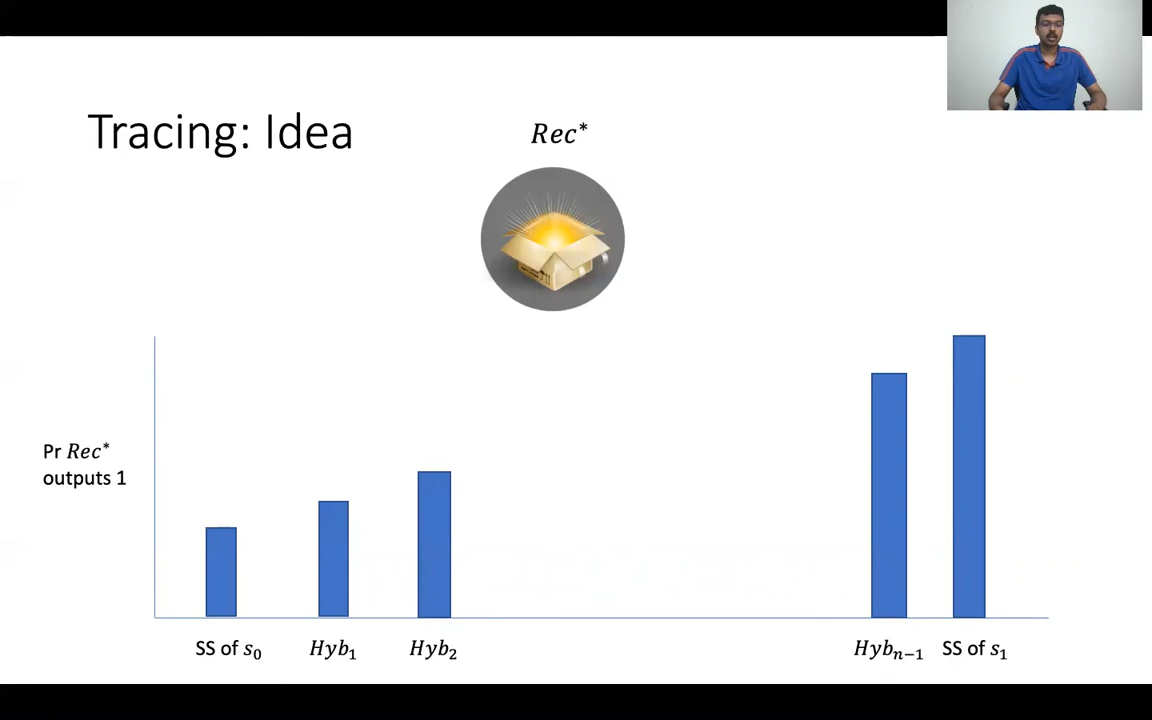 Tracing: Idea
Rec*
Pr Rec*
outputs 1
SS of s₀
Hyb₁
Hyb₂
Hybₙ₋₁
SS of s₁